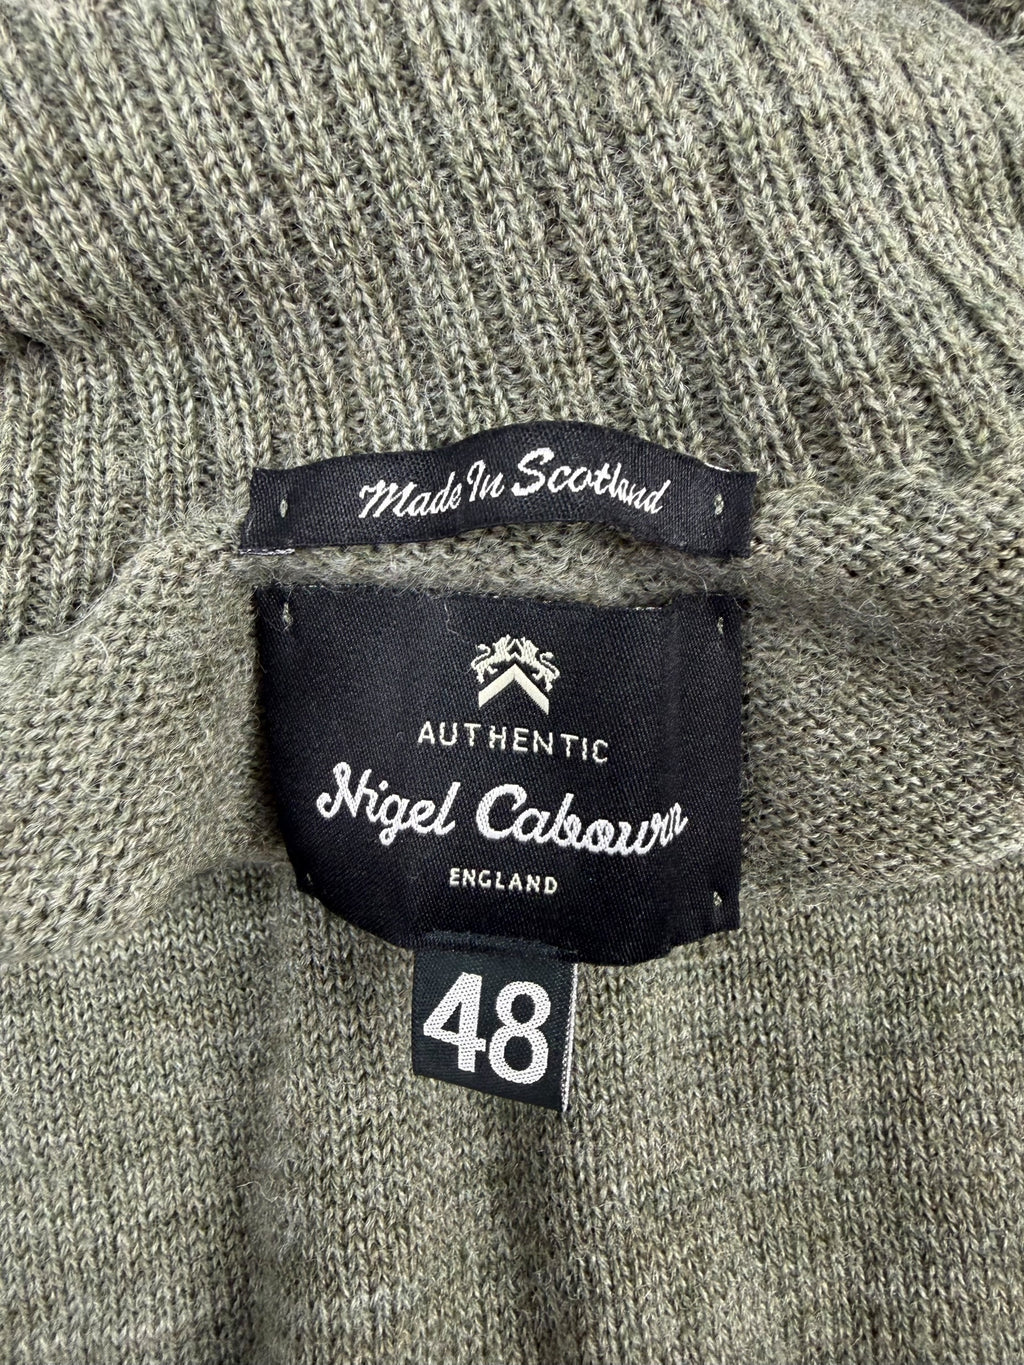 Made In Scotland
AUTHENTIC
Nigel Cabourn
ENGLAND
48